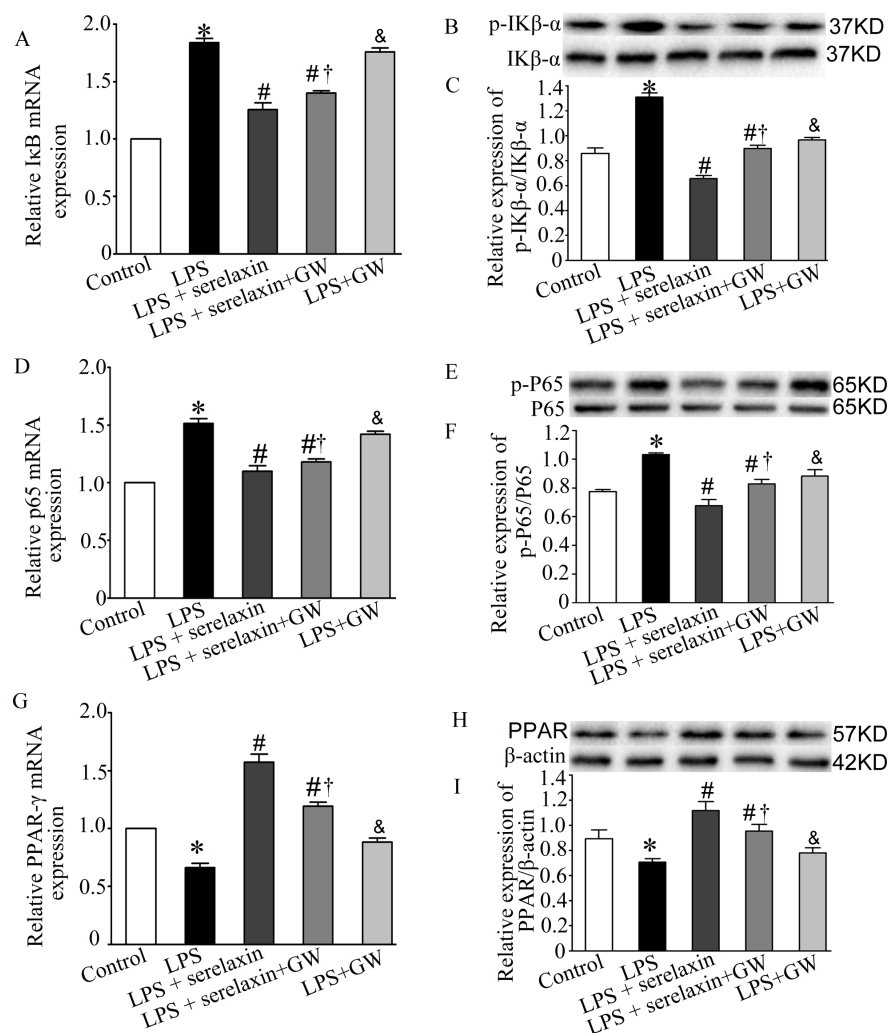 A
Relative IκB mRNA
expression
2.0
1.5
1.0
0.5
0
*
#
#†
&
Control
LPS
LPS + serelaxin
LPS + serelaxin+GW
LPS+GW
B
p-IKβ-α
37KD
IKβ-α
37KD
C
Relative expression of
p-IKβ-α/IKβ-α
1.4
1.2
1.0
0.8
0.6
0.4
0.2
0
*
#
#†
&
Control
LPS
LPS + serelaxin
LPS + serelaxin+GW
LPS+GW
D
Relative p65 mRNA
expression
2.0
1.5
1.0
0.5
0
*
#
#†
&
Control
LPS
LPS + serelaxin
LPS + serelaxin+GW
LPS+GW
E
p-P65
65KD
P65
65KD
F
Relative expression of
p-P65/P65
1.2
1.0
0.8
0.6
0.4
0.2
0
*
#
#†
&
Control
LPS
LPS + serelaxin
LPS + serelaxin+GW
LPS+GW
G
Relative PPAR-γ mRNA
expression
2.0
1.5
1.0
0.5
0
*
#
#†
&
Control
LPS
LPS + serelaxin
LPS + serelaxin+GW
LPS+GW
H
PPAR
57KD
β-actin
42KD
I
Relative expression of
PPAR/β-actin
1.4
1.2
1.0
0.8
0.6
0.4
0.2
0
*
#
#†
&
Control
LPS
LPS + serelaxin
LPS + serelaxin+GW
LPS+GW